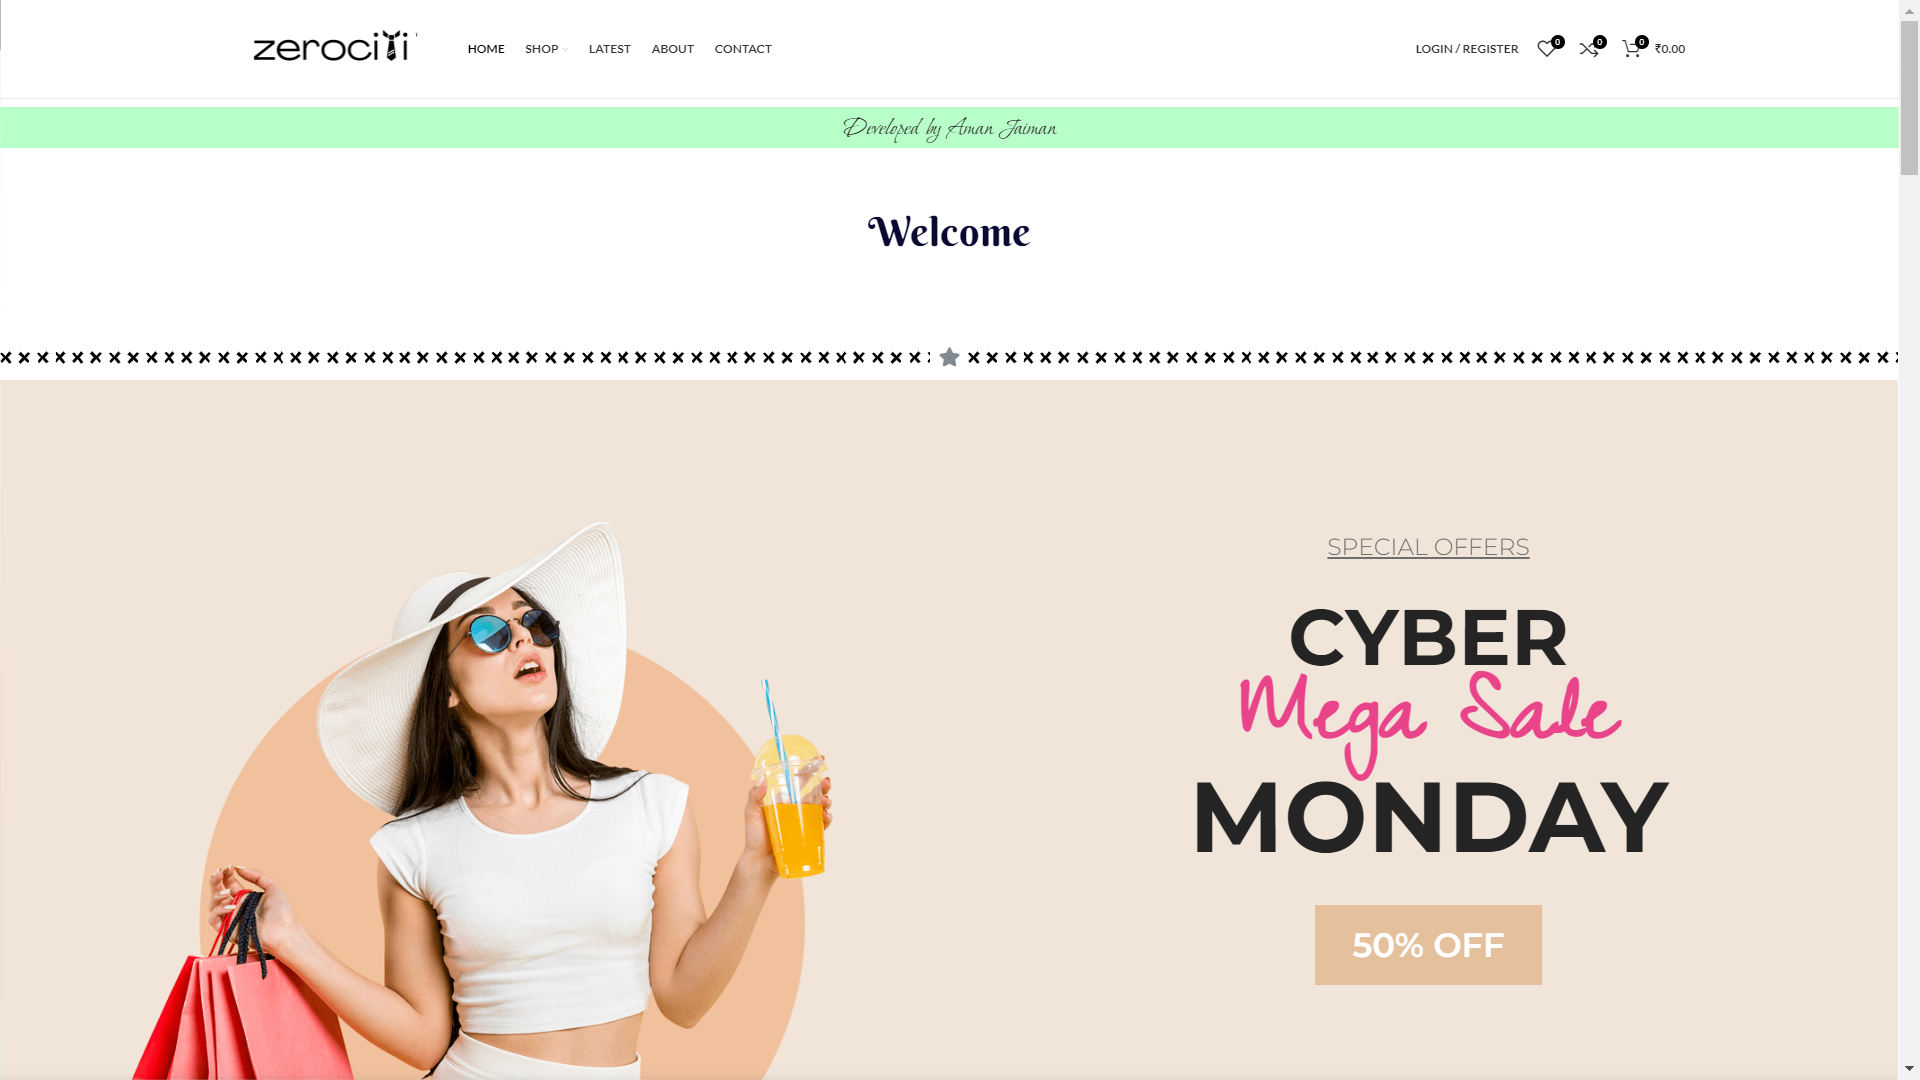 zerociti
HOME SHOP LATEST ABOUT CONTACT
LOGIN / REGISTER 0 0 0 ₹0.00
Developed by Aman Jaiman
Welcome
SPECIAL OFFERS
CYBER
Mega Sale
MONDAY
50% OFF